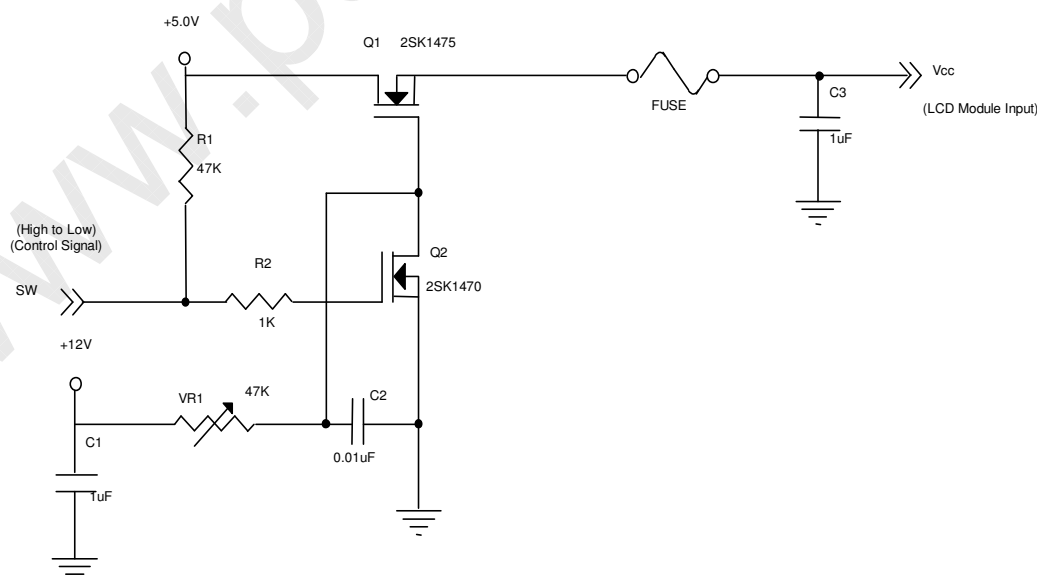 +5.0V
Q1 2SK1475
Vcc
C3
FUSE
(LCD Module Input)
R1
1uF
47K
(High to Low)
(Control Signal)
Q2
R2
2SK1470
SW
1K
+12V
47K
VR1
C2
C1
0.01uF
1uF
www.p